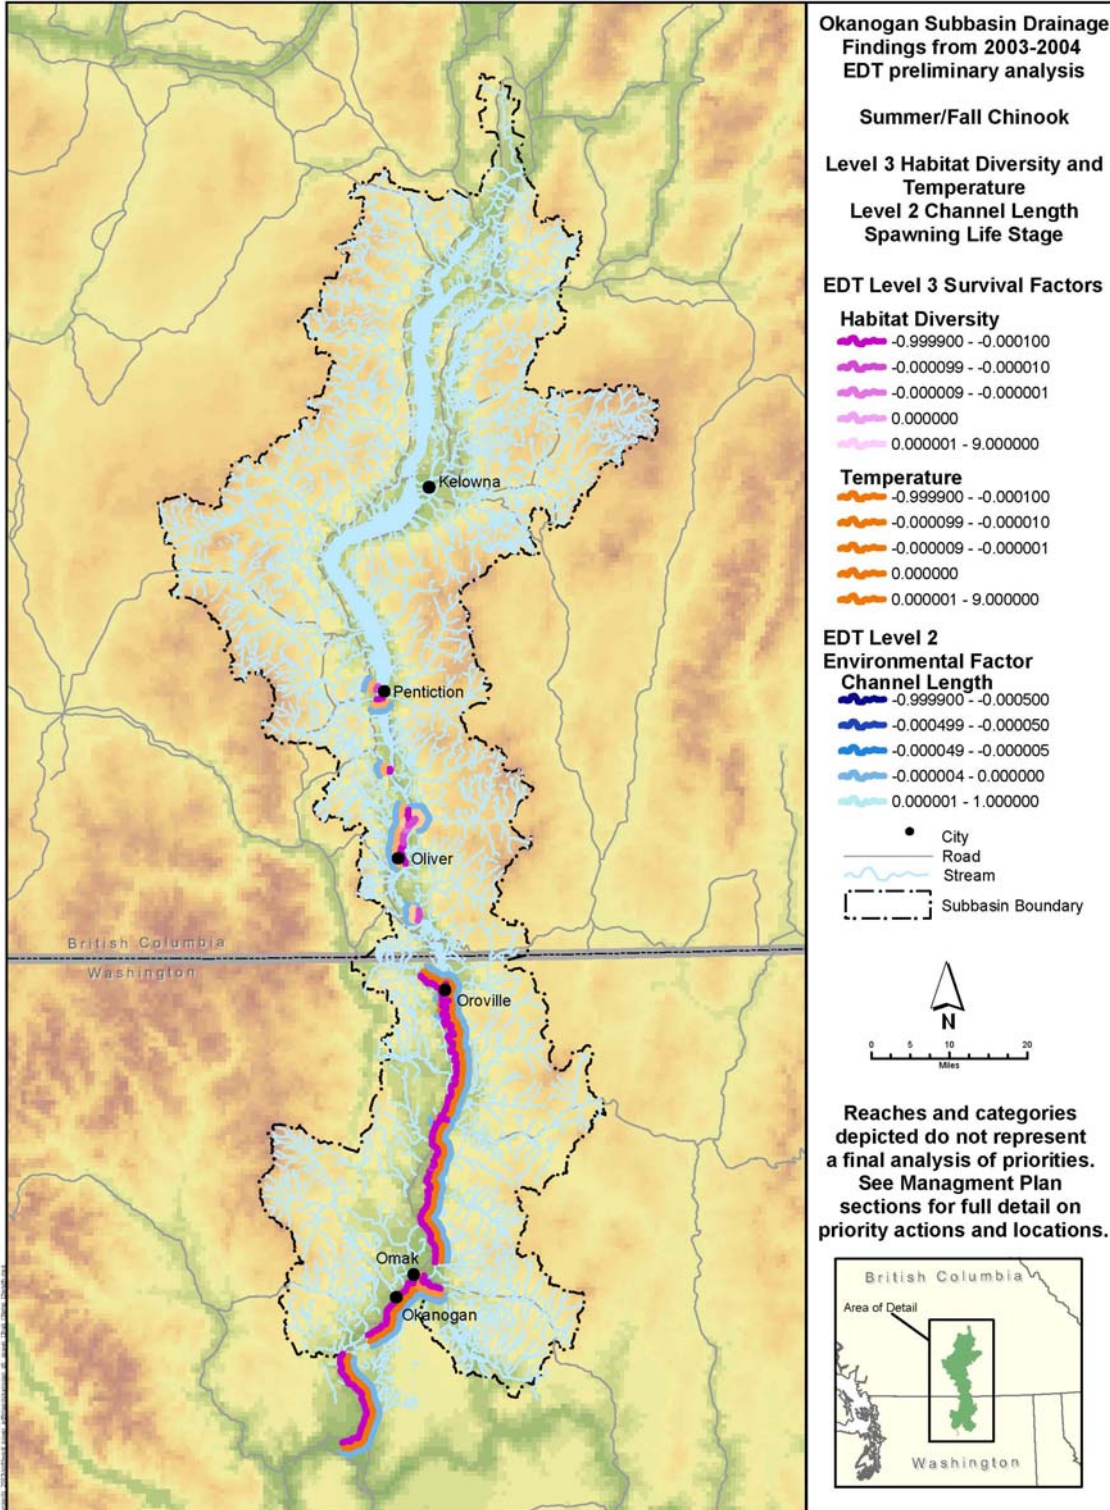 Okanogan Subbasin Drainage
Findings from 2003-2004
EDT preliminary analysis
Summer/Fall Chinook
Level 3 Habitat Diversity and
Temperature
Level 2 Channel Length
Spawning Life Stage
EDT Level 3 Survival Factors
Habitat Diversity
-0.999900 - -0.000100
-0.000099 - -0.000010
-0.000009 - -0.000001
0.000000
0.000001 - 9.000000
Temperature
-0.999900 - -0.000100
-0.000099 - -0.000010
-0.000009 - -0.000001
0.000000
0.000001 - 9.000000
EDT Level 2
Environmental Factor
Channel Length
-0.999900 - -0.000500
-0.000499 - -0.000050
-0.000049 - -0.000005
-0.000004 - 0.000000
0.000001 - 1.000000
City
Road
Stream
Subbasin Boundary
N
0 5 10 20
Miles
Reaches and categories
depicted do not represent
a final analysis of priorities.
See Managment Plan
sections for full detail on
priority actions and locations.
British Columbia
Area of Detail
Washington
Kelowna
Pentiction
Oliver
British Columbia
Washington
Oroville
Omak
Okanogan